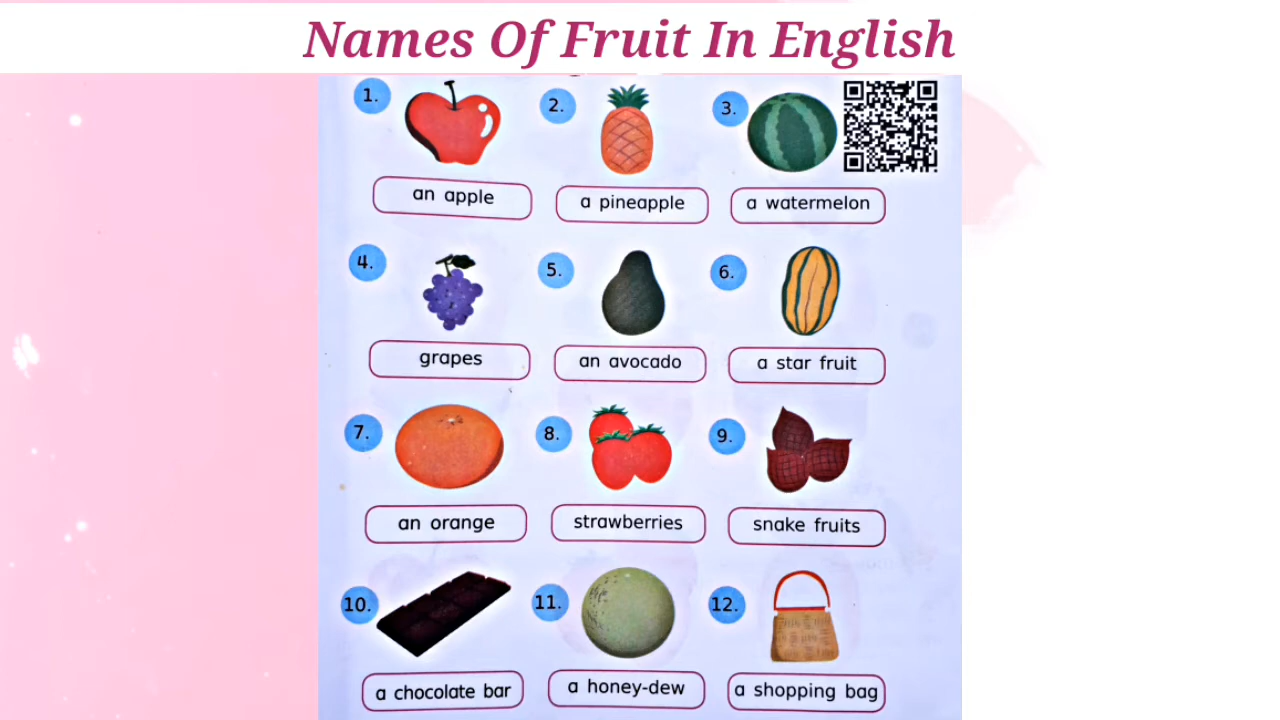 Names Of Fruit In English
1.
2.
3.
an apple
a pineapple
a watermelon
4.
5.
6.
grapes
an avocado
a star fruit
7.
8.
9.
an orange
strawberries
snake fruits
10.
11.
12.
a chocolate bar
a honey-dew
a shopping bag